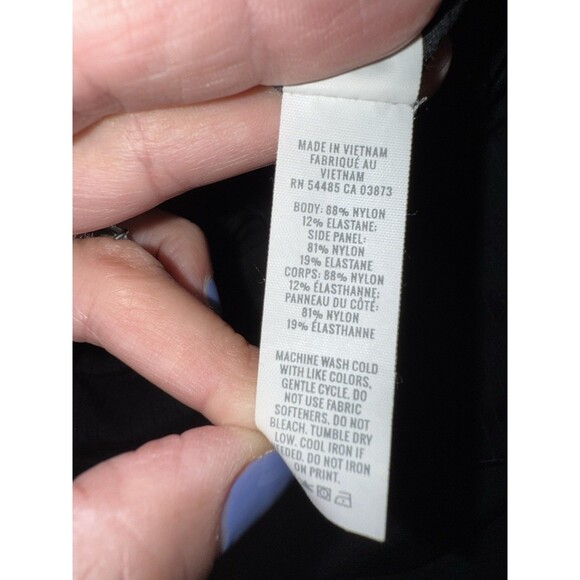 MADE IN VIETNAM
FABRIQUÉ AU
VIETNAM
RN 54485 CA 03873
BODY: 88% NYLON
12% ELASTANE;
SIDE PANEL:
81% NYLON
19% ELASTANE
CORPS: 88% NYLON
12% ÉLASTHANNE;
PANNEAU DU CÔTÉ:
81% NYLON
19% ÉLASTHANNE
MACHINE WASH COLD
WITH LIKE COLORS,
GENTLE CYCLE. DO
NOT USE FABRIC
SOFTENERS. DO NOT
BLEACH. TUMBLE DRY
LOW. COOL IRON IF
NEEDED. DO NOT IRON
ON PRINT.